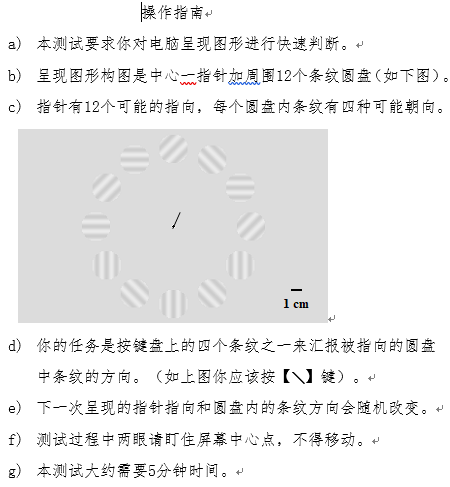 操作指南
a) 本测试要求你对电脑呈现图形进行快速判断。
b) 呈现图形构图是中心一指针加周围12个条纹圆盘(如下图)。
c) 指针有12个可能的指向，每个圆盘内条纹有四种可能朝向。
1 cm
d) 你的任务是按键盘上的四个条纹之一来汇报被指向的圆盘
中条纹的方向。（如上图你应该按【＼】键）。
e) 下一次呈现的指针指向和圆盘内的条纹方向会随机改变。
f) 测试过程中两眼请盯住屏幕中心点，不得移动。
g) 本测试大约需要5分钟时间。